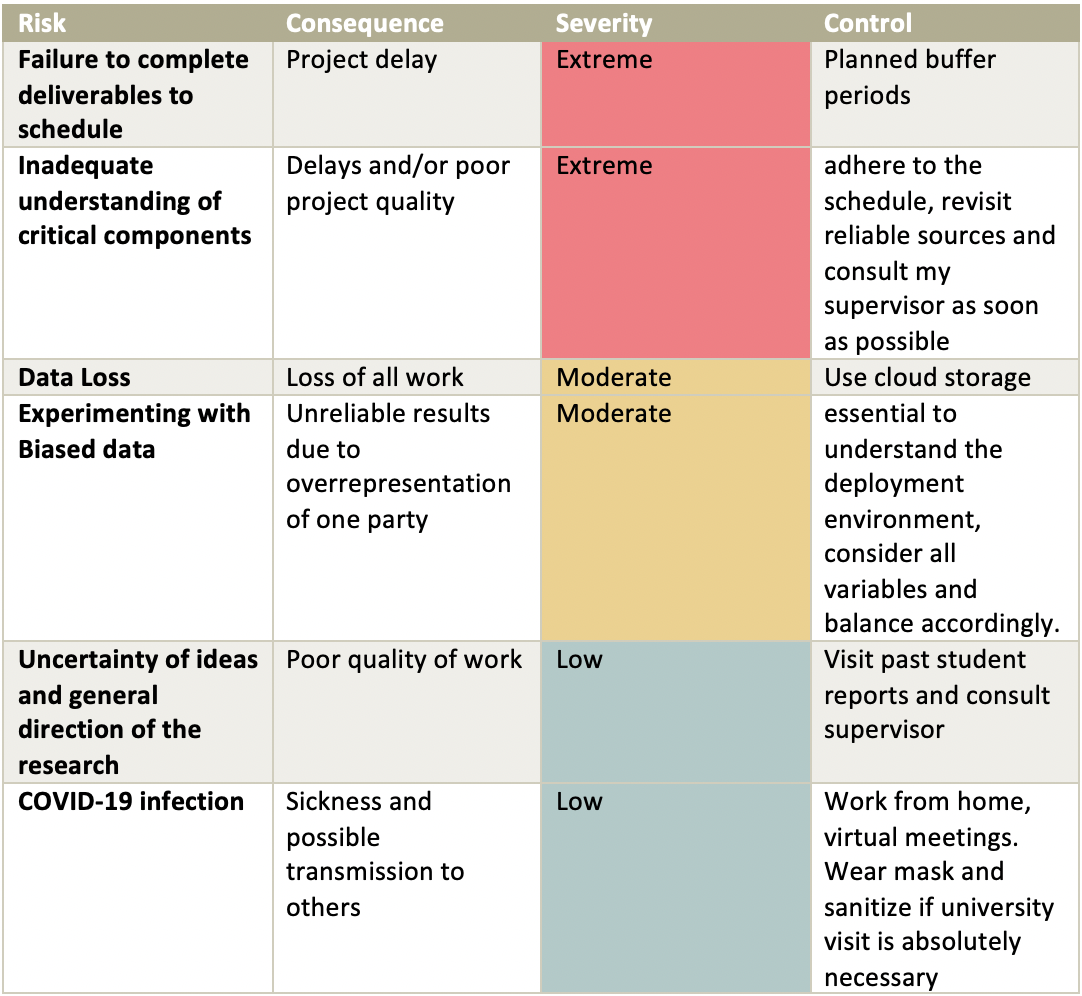 Risk Consequence Severity Control
Failure to complete
deliverables to
schedule
Project delay
Extreme
Planned buffer
periods
Inadequate
understanding of
critical components
Delays and/or poor
project quality
Extreme
adhere to the
schedule, revisit
reliable sources and
consult my
supervisor as soon
as possible
Data Loss
Loss of all work
Moderate
Use cloud storage
Experimenting with
Biased data
Unreliable results
due to
overrepresentation
of one party
Moderate
essential to
understand the
deployment
environment,
consider all
variables and
balance accordingly.
Uncertainty of ideas
and general
direction of the
research
Poor quality of work
Low
Visit past student
reports and consult
supervisor
COVID-19 infection
Sickness and
possible
transmission to
others
Low
Work from home,
virtual meetings.
Wear mask and
sanitize if university
visit is absolutely
necessary